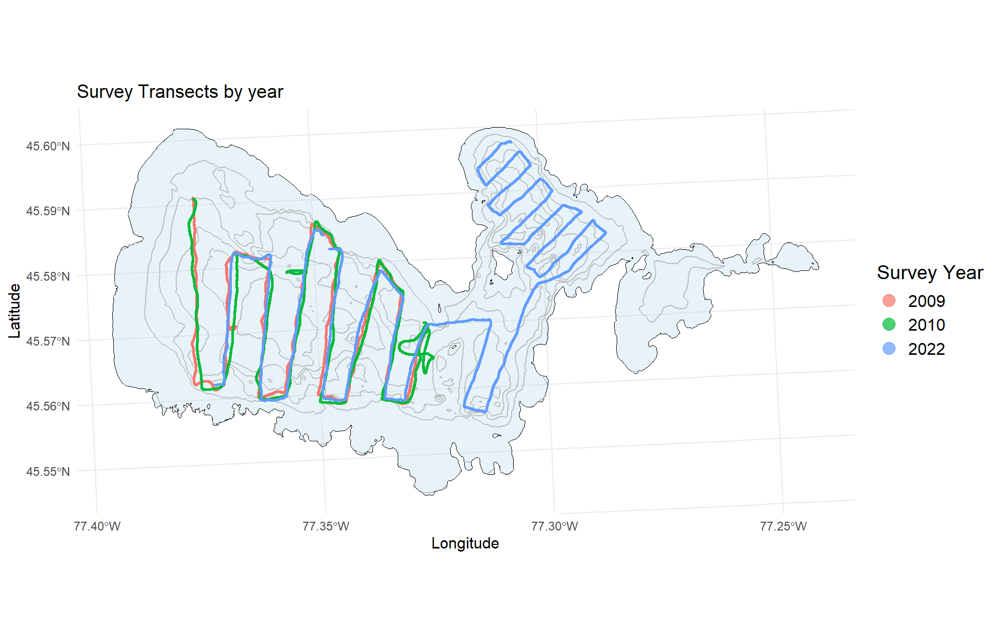 Survey Transects by year
45.60°N
45.59°N
45.58°N
45.57°N
45.56°N
45.55°N
Latitude
77.40°W
77.35°W
77.30°W
77.25°W
Longitude
Survey Year
2009
2010
2022